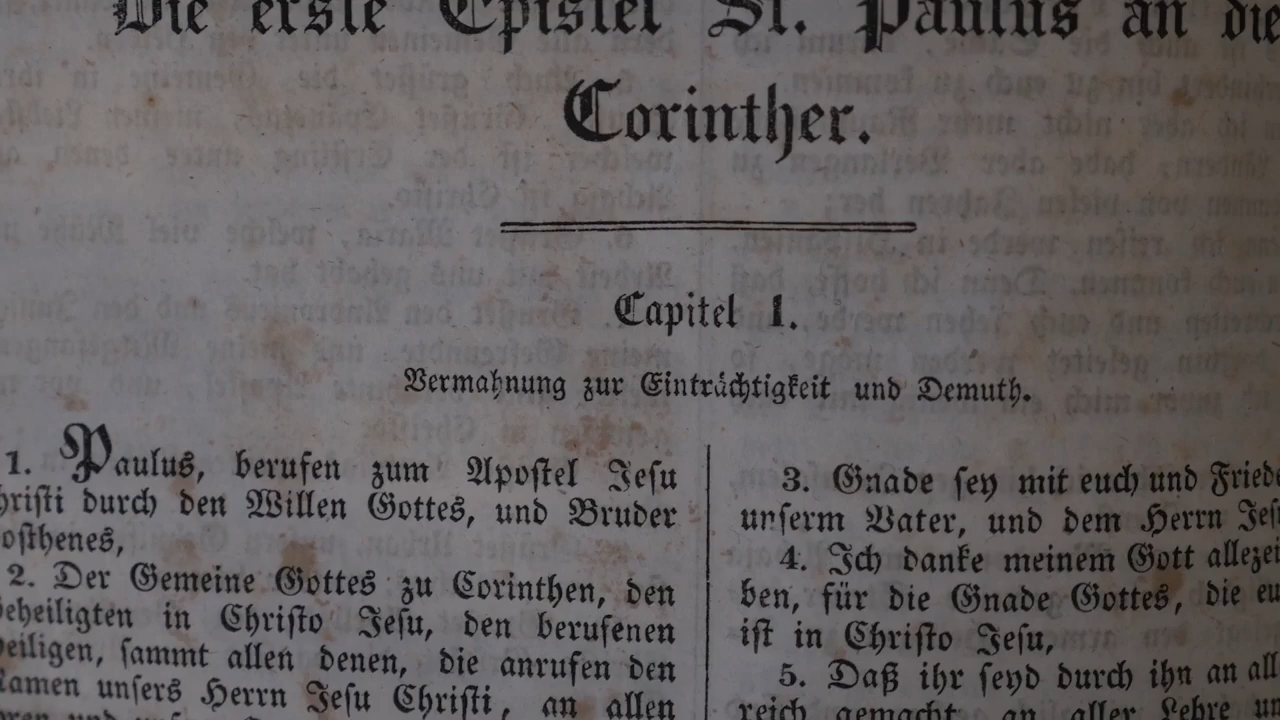 Die erste Epistel St. Paulus an die
Corinther.
Capitel 1.
Vermahnung zur Einträchtigkeit und Demuth.
1. Paulus, berufen zum Apostel Jesu
Christi durch den Willen Gottes, und Bruder
Sosthenes,
2. Der Gemeine Gottes zu Corinthen, den
Geheiligten in Christo Jesu, den berufenen
Heiligen, sammt allen denen, die anrufen den
Namen unsers Herrn Jesu Christi, an allen
3. Gnade sey mit euch und Friede
unserm Vater, und dem Herrn Jesu
4. Ich danke meinem Gott allezei
ben, für die Gnade Gottes, die eu
ist in Christo Jesu,
5. Daß ihr seyd durch ihn an all
reich gemacht, an aller Lehre un